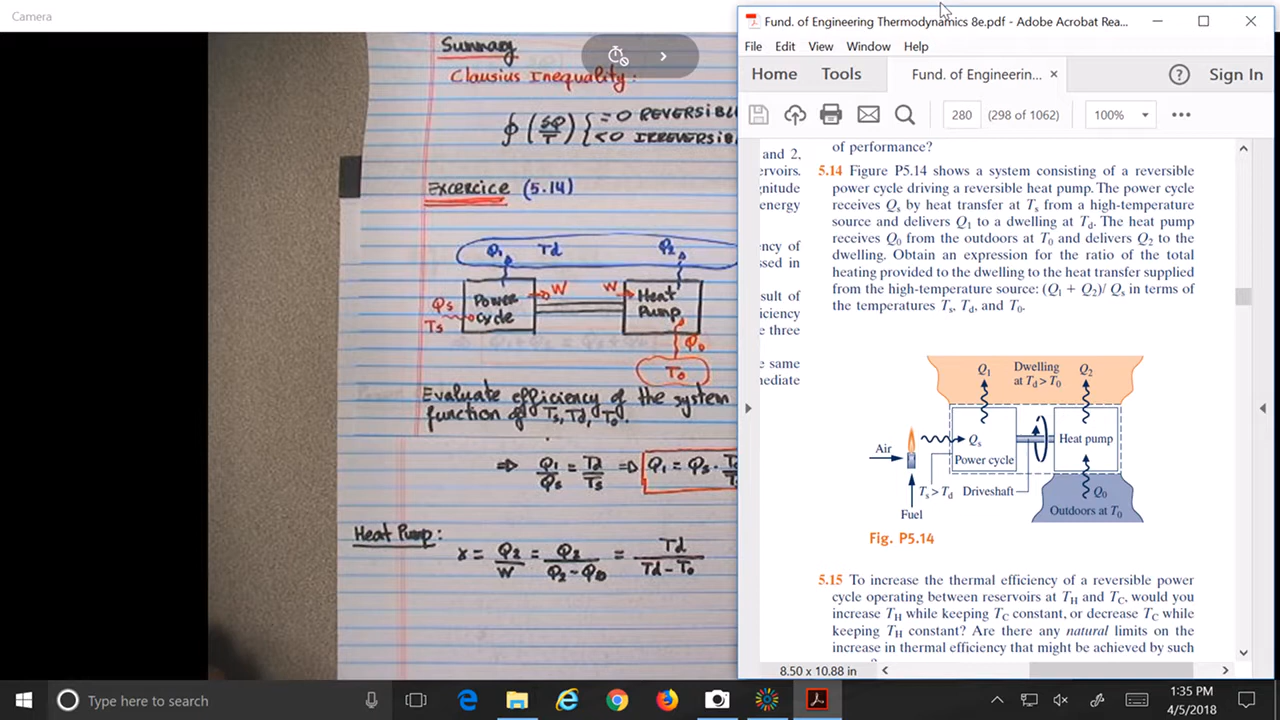 Camera
Summary
Clausius Inequality:
∮ (δQ/T) { = 0 REVERSIBL
< 0 IRREVERSIB
Excercice (5.14)
Q1 Td Q2
Power cycle
W
W
Heat Pump
Qs
Ts
Q0
T0
Evaluate efficiency of the system
function of Ts, Td, T0.
⇒ Q1/Qs = Td/Ts ⇒ Q1 = Qs · T
Heat Pump:
γ = Q2/W = Q2/(Q2 - Q0) = Td/(Td - T0)
Fund. of Engineering Thermodynamics 8e.pdf - Adobe Acrobat Rea...
File Edit View Window Help
Home Tools Fund. of Engineerin... × Sign In
280 (298 of 1062) 100%
of performance?
and 2,
ervoirs.
gnitude
energy
ency of
ssed in
sult of
iciency
e three
e same
mediate
5.14 Figure P5.14 shows a system consisting of a reversible
power cycle driving a reversible heat pump. The power cycle
receives Qs by heat transfer at Ts from a high-temperature
source and delivers Q1 to a dwelling at Td. The heat pump
receives Q0 from the outdoors at T0 and delivers Q2 to the
dwelling. Obtain an expression for the ratio of the total
heating provided to the dwelling to the heat transfer supplied
from the high-temperature source: (Q1 + Q2)/ Qs in terms of
the temperatures Ts, Td, and T0.
Q1 Dwelling at Td > T0 Q2
Air
Qs
Power cycle
Heat pump
Ts > Td
Driveshaft
Q0
Fuel
Outdoors at T0
Fig. P5.14
5.15 To increase the thermal efficiency of a reversible power
cycle operating between reservoirs at TH and TC, would you
increase TH while keeping TC constant, or decrease TC while
keeping TH constant? Are there any natural limits on the
increase in thermal efficiency that might be achieved by such
8.50 x 10.88 in
Type here to search
1:35 PM
4/5/2018